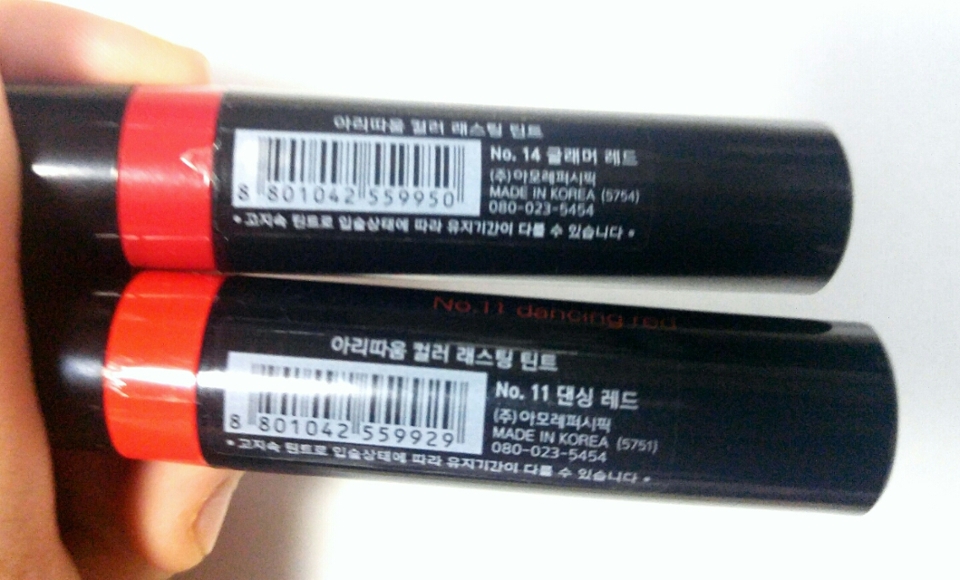 아리따움 컬러 래스팅 틴트
No. 14 글래머 레드
(주)아모레퍼시픽
MADE IN KOREA (5754)
080-023-5454
8 801042 559950
* 고지속 틴트로 입술상태에 따라 유지기간이 다를 수 있습니다 *
No.11 dancing red
아리따움 컬러 래스팅 틴트
No. 11 댄싱 레드
(주)아모레퍼시픽
MADE IN KOREA (5751)
080-023-5454
8 801042 559929
* 고지속 틴트로 입술상태에 따라 유지기간이 다를 수 있습니다 *